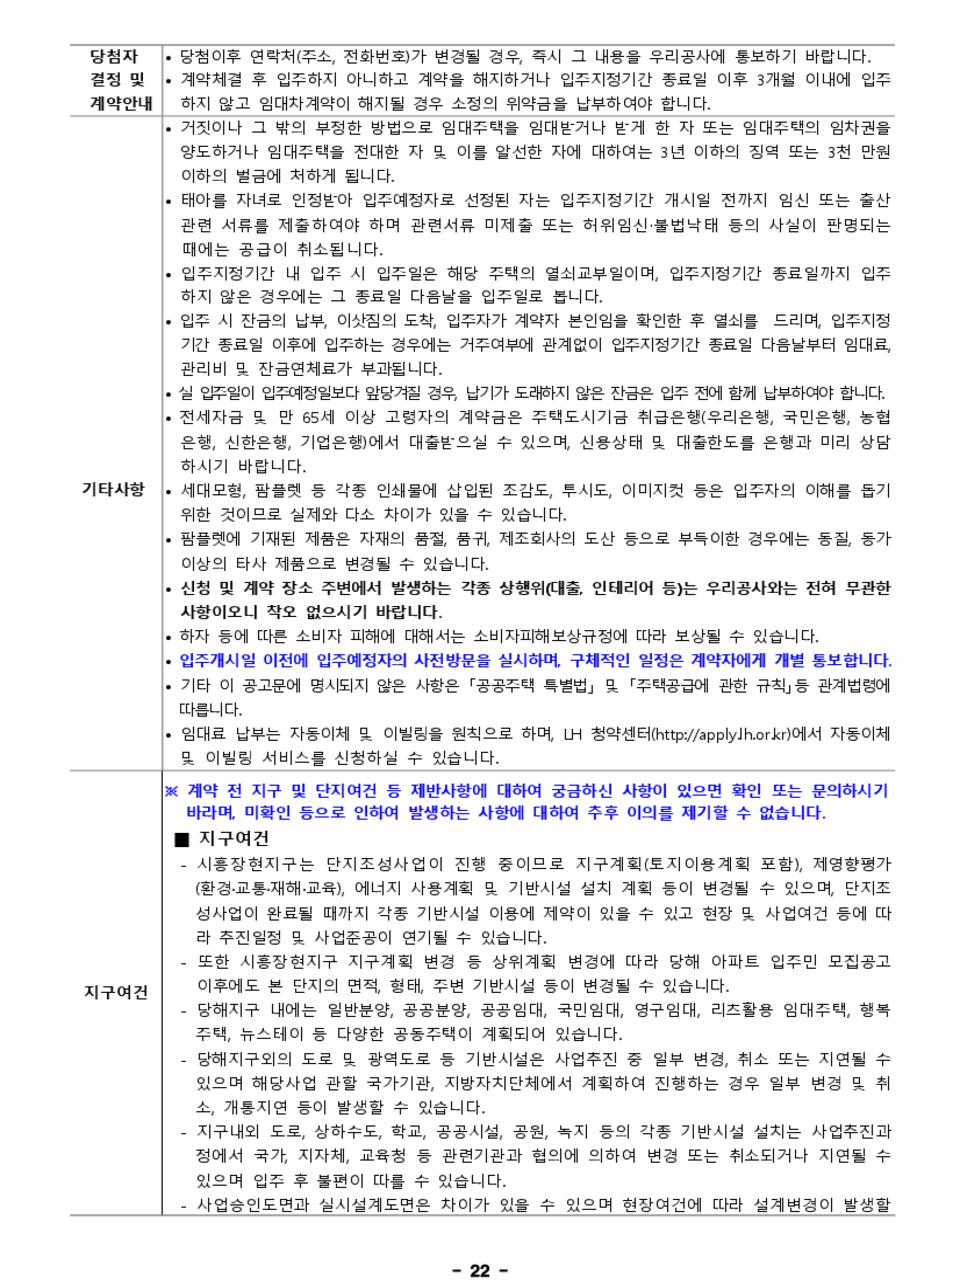 당첨자
결정 및
계약안내
• 당첨이후 연락처(주소, 전화번호)가 변경될 경우, 즉시 그 내용을 우리공사에 통보하기 바랍니다.
• 계약체결 후 입주하지 아니하고 계약을 해지하거나 입주지정기간 종료일 이후 3개월 이내에 입주
하지 않고 임대차계약이 해지될 경우 소정의 위약금을 납부하여야 합니다.
기타사항
• 거짓이나 그 밖의 부정한 방법으로 임대주택을 임대받거나 받게 한 자 또는 임대주택의 임차권을
양도하거나 임대주택을 전대한 자 및 이를 알선한 자에 대하여는 3년 이하의 징역 또는 3천 만원
이하의 벌금에 처하게 됩니다.
• 태아를 자녀로 인정받아 입주예정자로 선정된 자는 입주지정기간 개시일 전까지 임신 또는 출산
관련 서류를 제출하여야 하며 관련서류 미제출 또는 허위임신·불법낙태 등의 사실이 판명되는
때에는 공급이 취소됩니다.
• 입주지정기간 내 입주 시 입주일은 해당 주택의 열쇠교부일이며, 입주지정기간 종료일까지 입주
하지 않은 경우에는 그 종료일 다음날을 입주일로 봅니다.
• 입주 시 잔금의 납부, 이삿짐의 도착, 입주자가 계약자 본인임을 확인한 후 열쇠를 드리며, 입주지정
기간 종료일 이후에 입주하는 경우에는 거주여부에 관계없이 입주지정기간 종료일 다음날부터 임대료,
관리비 및 잔금연체료가 부과됩니다.
• 실 입주일이 입주예정일보다 앞당겨질 경우, 납기가 도래하지 않은 잔금은 입주 전에 함께 납부하여야 합니다.
• 전세자금 및 만 65세 이상 고령자의 계약금은 주택도시기금 취급은행(우리은행, 국민은행, 농협
은행, 신한은행, 기업은행)에서 대출받으실 수 있으며, 신용상태 및 대출한도를 은행과 미리 상담
하시기 바랍니다.
• 세대모형, 팜플렛 등 각종 인쇄물에 삽입된 조감도, 투시도, 이미지컷 등은 입주자의 이해를 돕기
위한 것이므로 실제와 다소 차이가 있을 수 있습니다.
• 팜플렛에 기재된 제품은 자재의 품절, 품귀, 제조회사의 도산 등으로 부득이한 경우에는 동질, 동가
이상의 타사 제품으로 변경될 수 있습니다.
• 신청 및 계약 장소 주변에서 발생하는 각종 상행위(대출, 인테리어 등)는 우리공사와는 전혀 무관한
사항이오니 착오 없으시기 바랍니다.
• 하자 등에 따른 소비자 피해에 대해서는 소비자피해보상규정에 따라 보상될 수 있습니다.
• 입주개시일 이전에 입주예정자의 사전방문을 실시하며, 구체적인 일정은 계약자에게 개별 통보합니다.
• 기타 이 공고문에 명시되지 않은 사항은 「공공주택 특별법」 및 「주택공급에 관한 규칙」등 관계법령에
따릅니다.
• 임대료 납부는 자동이체 및 이빌링을 원칙으로 하며, LH 청약센터(http://apply.lh.or.kr)에서 자동이체
및 이빌링 서비스를 신청하실 수 있습니다.
지구여건
※ 계약 전 지구 및 단지여건 등 제반사항에 대하여 궁금하신 사항이 있으면 확인 또는 문의하시기
바라며, 미확인 등으로 인하여 발생하는 사항에 대하여 추후 이의를 제기할 수 없습니다.
■ 지구여건
- 시흥장현지구는 단지조성사업이 진행 중이므로 지구계획(토지이용계획 포함), 제영향평가
(환경·교통·재해·교육), 에너지 사용계획 및 기반시설 설치 계획 등이 변경될 수 있으며, 단지조
성사업이 완료될 때까지 각종 기반시설 이용에 제약이 있을 수 있고 현장 및 사업여건 등에 따
라 추진일정 및 사업준공이 연기될 수 있습니다.
- 또한 시흥장현지구 지구계획 변경 등 상위계획 변경에 따라 당해 아파트 입주민 모집공고
이후에도 본 단지의 면적, 형태, 주변 기반시설 등이 변경될 수 있습니다.
- 당해지구 내에는 일반분양, 공공분양, 공공임대, 국민임대, 영구임대, 리츠활용 임대주택, 행복
주택, 뉴스테이 등 다양한 공동주택이 계획되어 있습니다.
- 당해지구외의 도로 및 광역도로 등 기반시설은 사업추진 중 일부 변경, 취소 또는 지연될 수
있으며 해당사업 관할 국가기관, 지방자치단체에서 계획하여 진행하는 경우 일부 변경 및 취
소, 개통지연 등이 발생할 수 있습니다.
- 지구내외 도로, 상하수도, 학교, 공공시설, 공원, 녹지 등의 각종 기반시설 설치는 사업추진과
정에서 국가, 지자체, 교육청 등 관련기관과 협의에 의하여 변경 또는 취소되거나 지연될 수
있으며 입주 후 불편이 따를 수 있습니다.
- 사업승인도면과 실시설계도면은 차이가 있을 수 있으며 현장여건에 따라 설계변경이 발생할
- 22 -